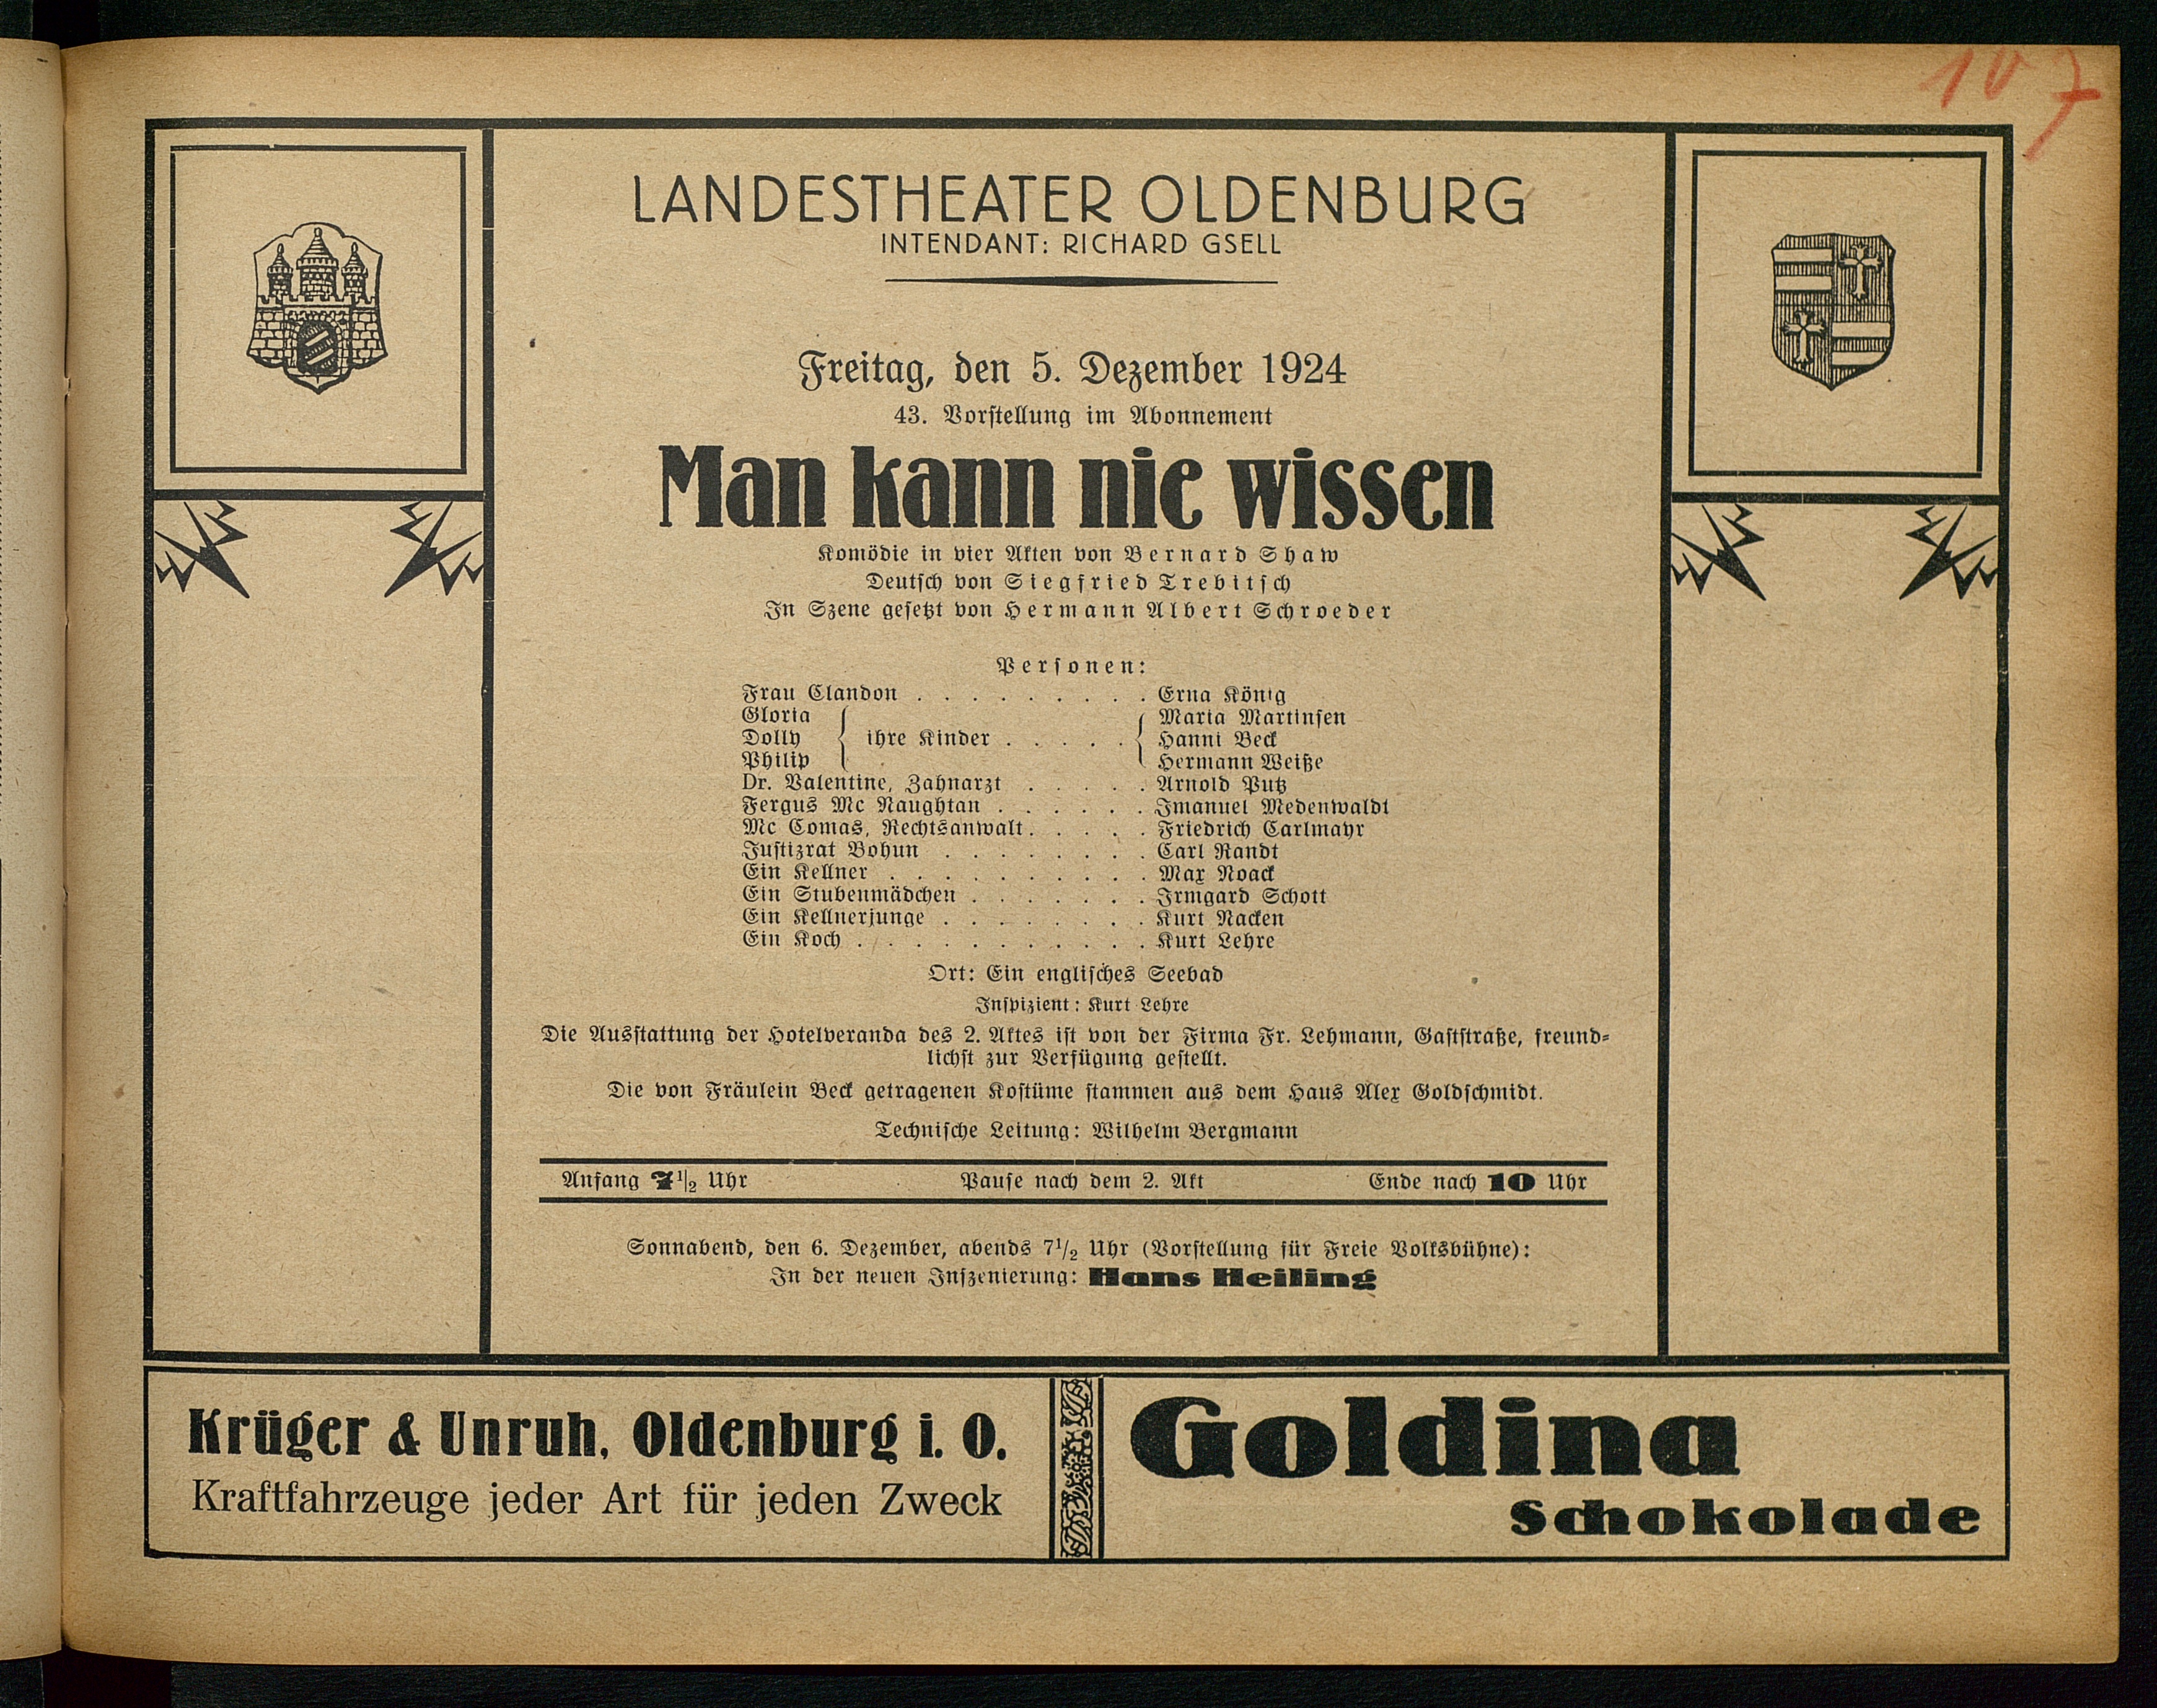 107
LANDESTHEATER OLDENBURG
INTENDANT: RICHARD GSELL
Freitag, den 5. Dezember 1924
43. Vorstellung im Abonnement
Man kann nie wissen
Komödie in vier Akten von Bernard Shaw
Deutsch von Siegfried Trebitsch
In Szene gesetzt von Hermann Albert Schroeder
Personen:
Frau Clandon . . . . . . . . . Erna König
Gloria Maria Martinsen
Dolly ihre Kinder . . . . . Hanni Beck
Philip Hermann Weiße
Dr. Valentine, Zahnarzt . . . . . Arnold Putz
Fergus Mc Naughtan . . . . . . Imanuel Medenwaldt
Mc Comas, Rechtsanwalt . . . . . Friedrich Carlmayr
Justizrat Bohun . . . . . . . . Carl Randt
Ein Kellner . . . . . . . . . . Max Noack
Ein Stubenmädchen . . . . . . . Irmgard Schott
Ein Kellnerjunge . . . . . . . . Kurt Nacken
Ein Koch . . . . . . . . . . . Kurt Lehre
Ort: Ein englisches Seebad
Inspizient: Kurt Lehre
Die Ausstattung der Hotelveranda des 2. Aktes ist von der Firma Fr. Lehmann, Gaststraße, freund-
lichst zur Verfügung gestellt.
Die von Fräulein Beck getragenen Kostüme stammen aus dem Haus Alex Goldschmidt.
Technische Leitung: Wilhelm Bergmann
Anfang 7 1/2 Uhr Pause nach dem 2. Akt Ende nach 10 Uhr
Sonnabend, den 6. Dezember, abends 7 1/2 Uhr (Vorstellung für Freie Volksbühne):
In der neuen Inszenierung: Hans Heiling
Krüger & Unruh, Oldenburg i. O.
Kraftfahrzeuge jeder Art für jeden Zweck
Goldina
Schokolade